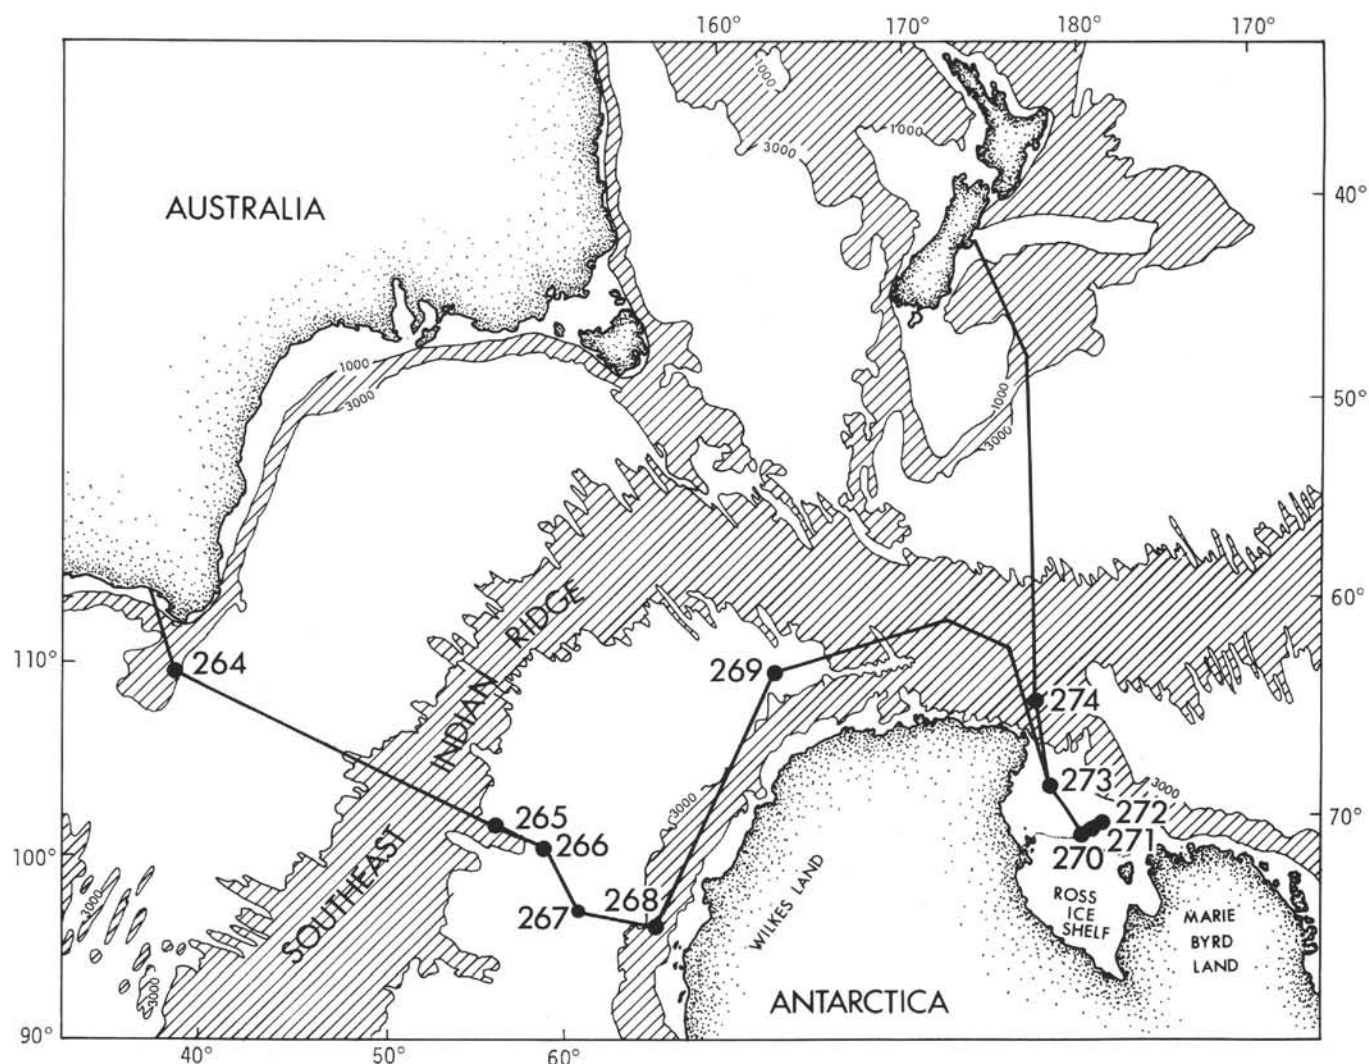 160° 170° 180° 170°
1000
3000
1000
AUSTRALIA
40°
1000
3000
50°
1000
3000
INDIAN RIDGE
60°
110°
264
269
274
273
3000
SOUTHEAST
265
3000
272
70°
266
271
100°
270
268
3000
267
WILKES LAND
ROSS
ICE
SHELF
MARIE
BYRD
LAND
3000
ANTARCTICA
90°
40° 50° 60°